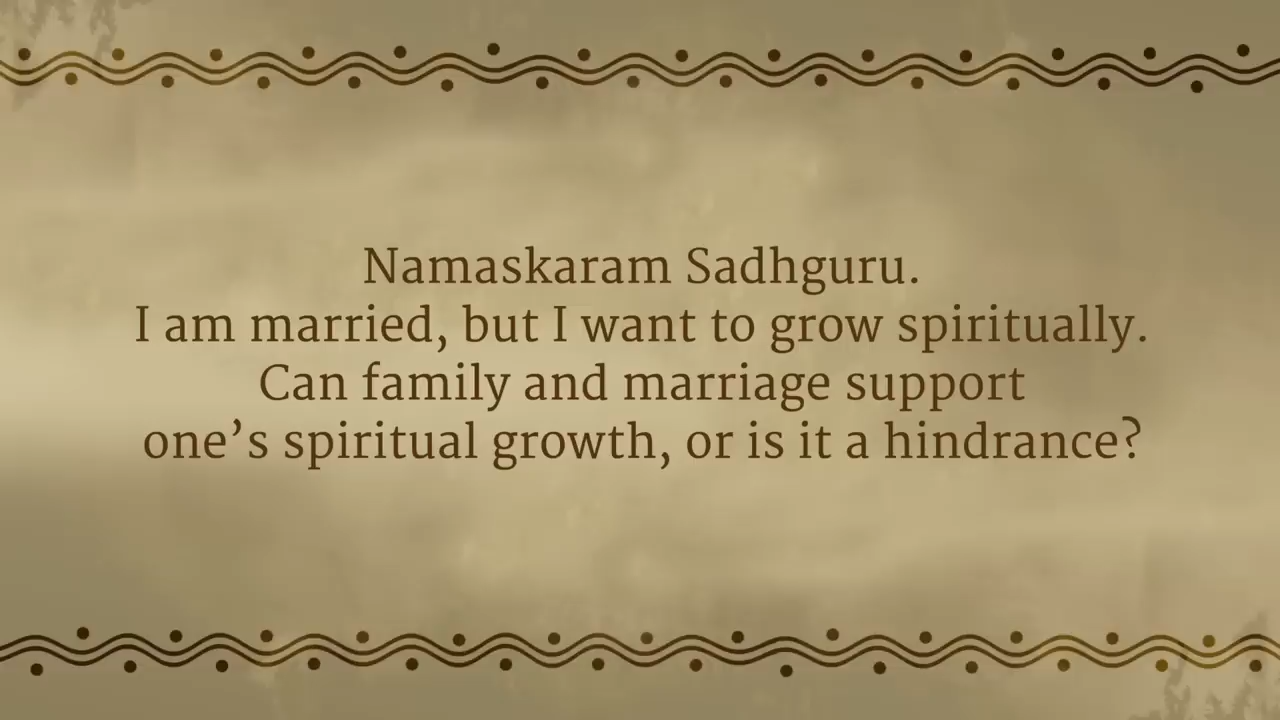 Namaskaram Sadhguru.
I am married, but I want to grow spiritually.
Can family and marriage support
one’s spiritual growth, or is it a hindrance?